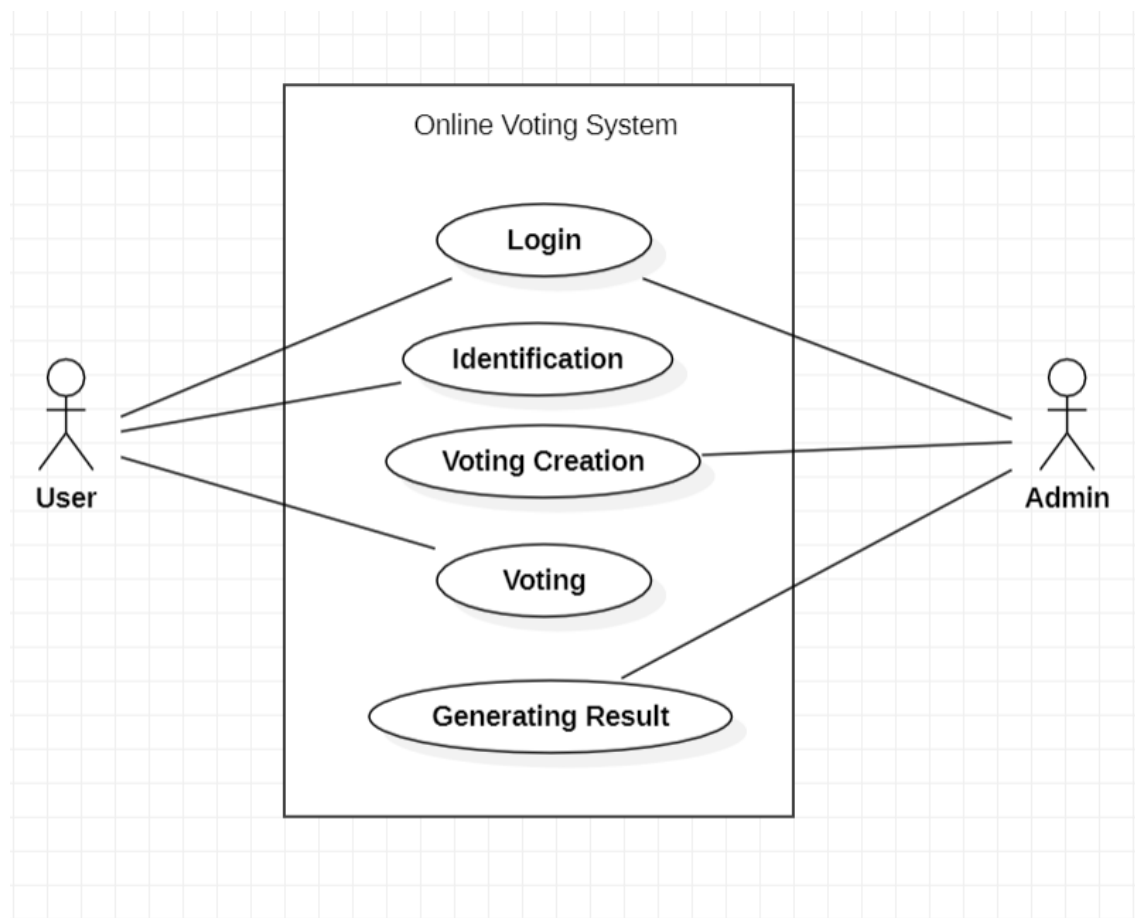 Online Voting System
Login
Identification
Voting Creation
User
Admin
Voting
Generating Result